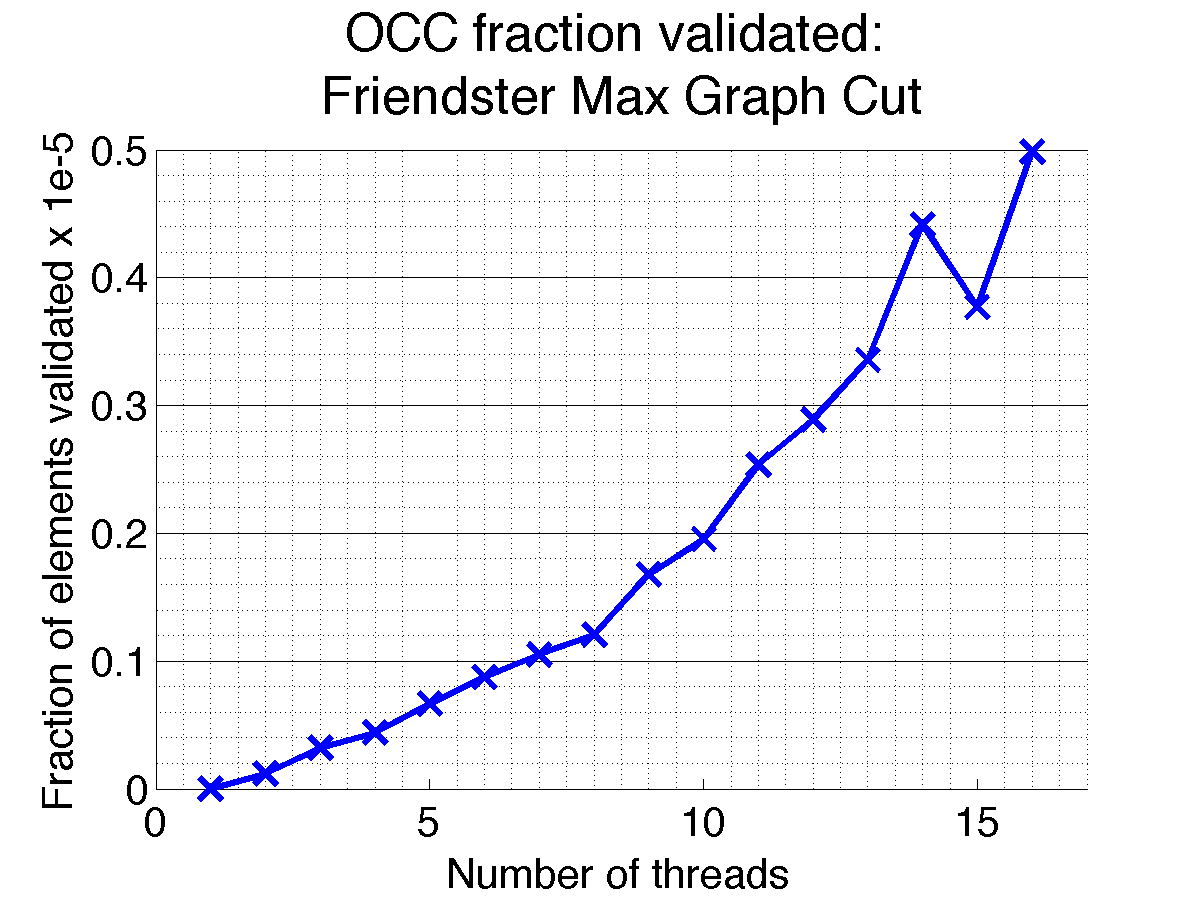 OCC fraction validated:
Friendster Max Graph Cut
Fraction of elements validated x 1e-5
0.5
0.4
0.3
0.2
0.1
0
0 5 10 15
Number of threads